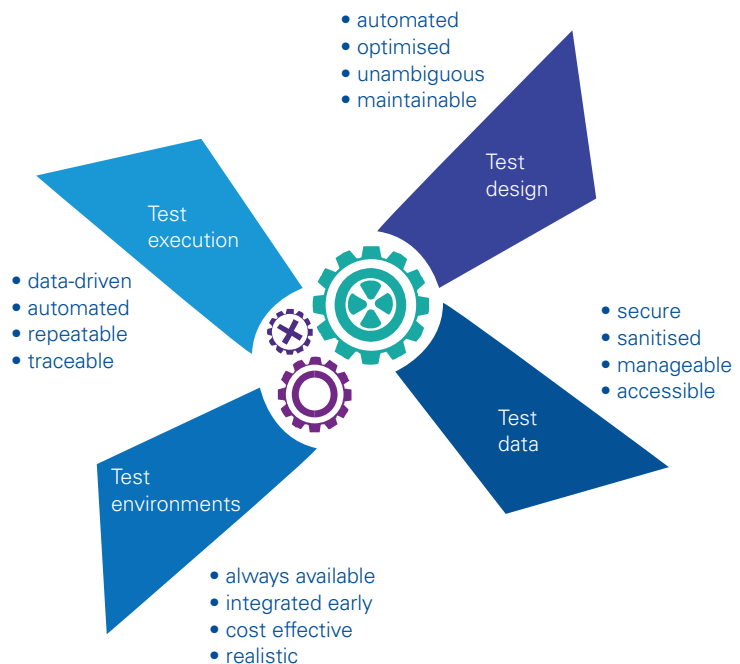 • automated
• optimised
• unambiguous
• maintainable
Test
design
Test
execution
• data-driven
• automated
• repeatable
• traceable
• secure
• sanitised
• manageable
• accessible
Test
data
Test
environments
• always available
• integrated early
• cost effective
• realistic